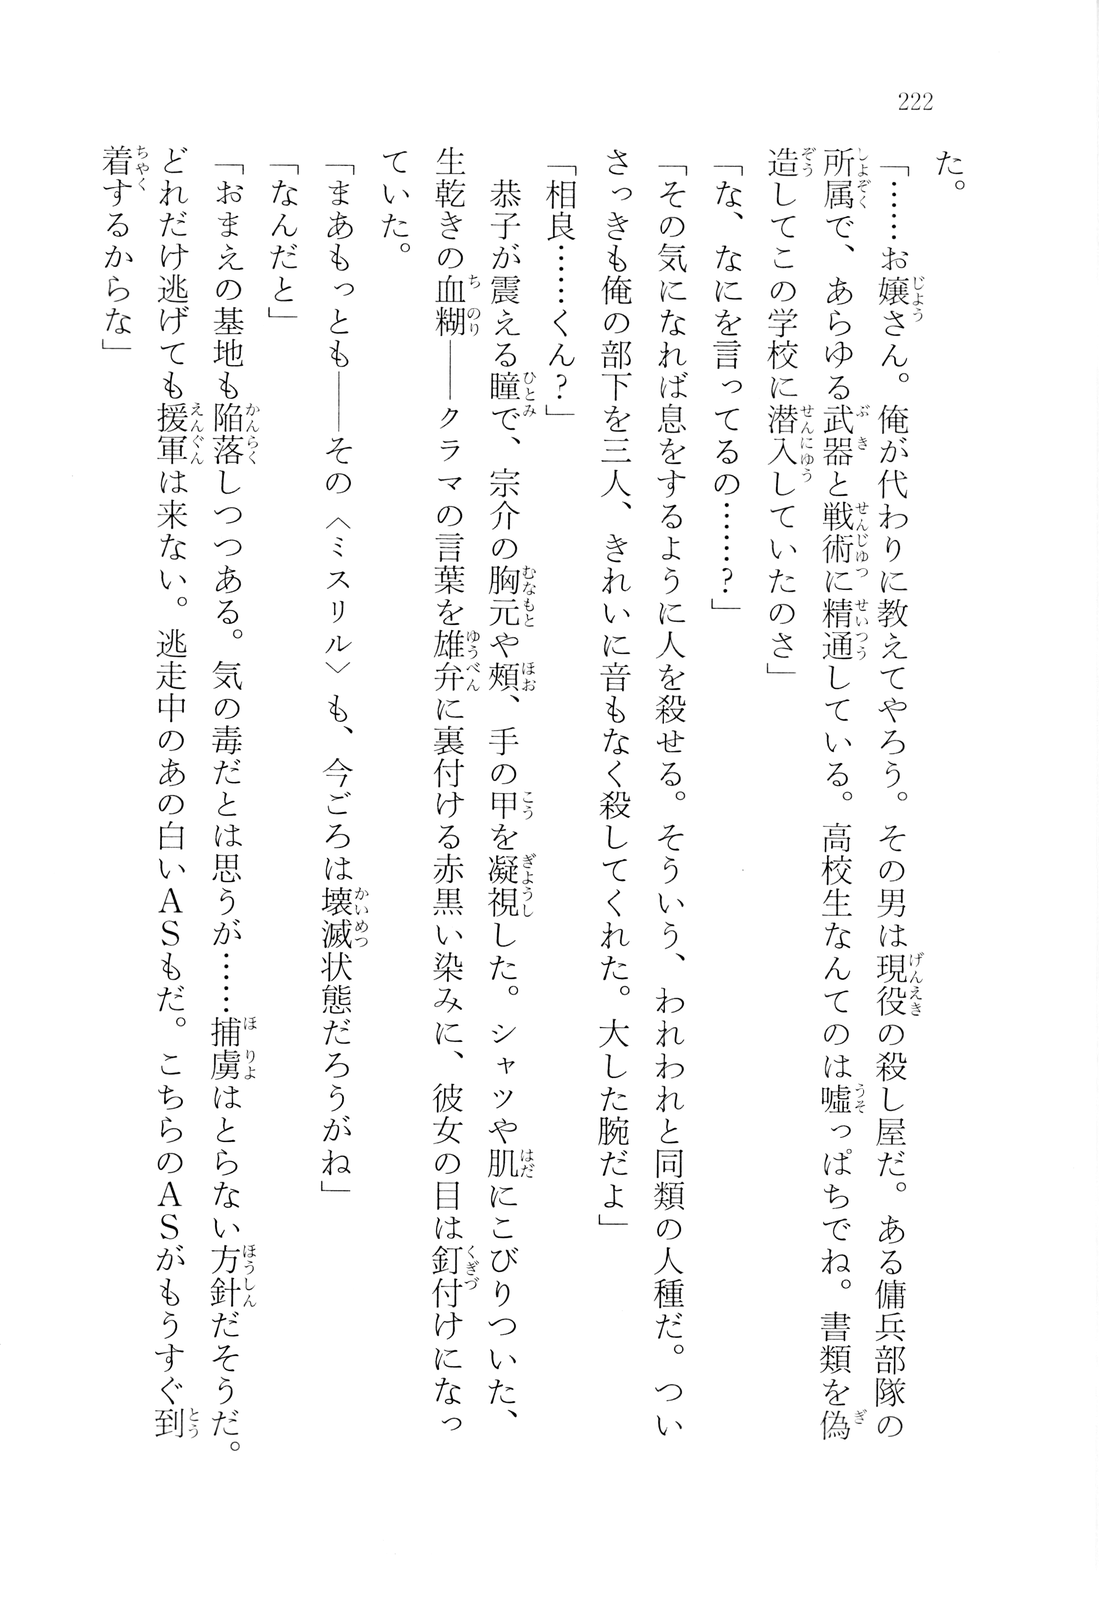 222
た。
「……お嬢さん。俺が代わりに教えてやろう。その男は現役の殺し屋だ。ある傭兵部隊の
所属で、あらゆる武器と戦術に精通している。高校生なんてのは嘘っぱちでね。書類を偽
造してこの学校に潜入していたのさ」
「な、なにを言ってるの……？」
「その気になれば息をするように人を殺せる。そういう、われわれと同類の人種だ。つい
さっきも俺の部下を三人、きれいに音もなく殺してくれた。大した腕だよ」
「相良……くん？」
　恭子が震える瞳で、宗介の胸元や頰、手の甲を凝視した。シャツや肌にこびりついた、
生乾きの血糊――クラマの言葉を雄弁に裏付ける赤黒い染みに、彼女の目は釘付けになっ
ていた。
「まあもっとも――その〈ミスリル〉も、今ごろは壊滅状態だろうがね」
「なんだと」
「おまえの基地も陥落しつつある。気の毒だとは思うが……捕虜はとらない方針だそうだ。
どれだけ逃げても援軍は来ない。逃走中のあの白いＡＳもだ。こちらのＡＳがもうすぐ到
着するからな」